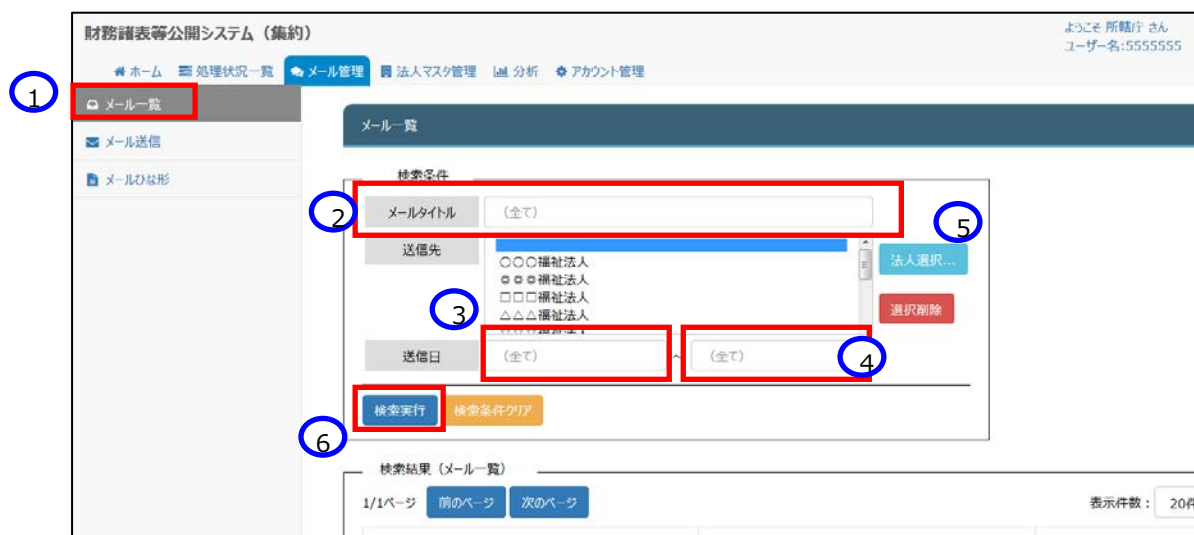 財務諸表等公開システム（集約）
ようこそ 所轄庁 さん
ユーザー名:5555555
ホーム 処理状況一覧 メール管理 法人マスタ管理 分析 アカウント管理
1
メール一覧
メール送信
メールひな形
メール一覧
検索条件
2
メールタイトル （全て）
5
送信先
○○○福祉法人
◎◎◎福祉法人
□□□福祉法人
△△△福祉法人
法人選択...
選択削除
3
送信日 （全て） ～ （全て）
4
検索実行 検索条件クリア
6
検索結果（メール一覧）
1/1ページ 前のページ 次のページ
表示件数： 20件